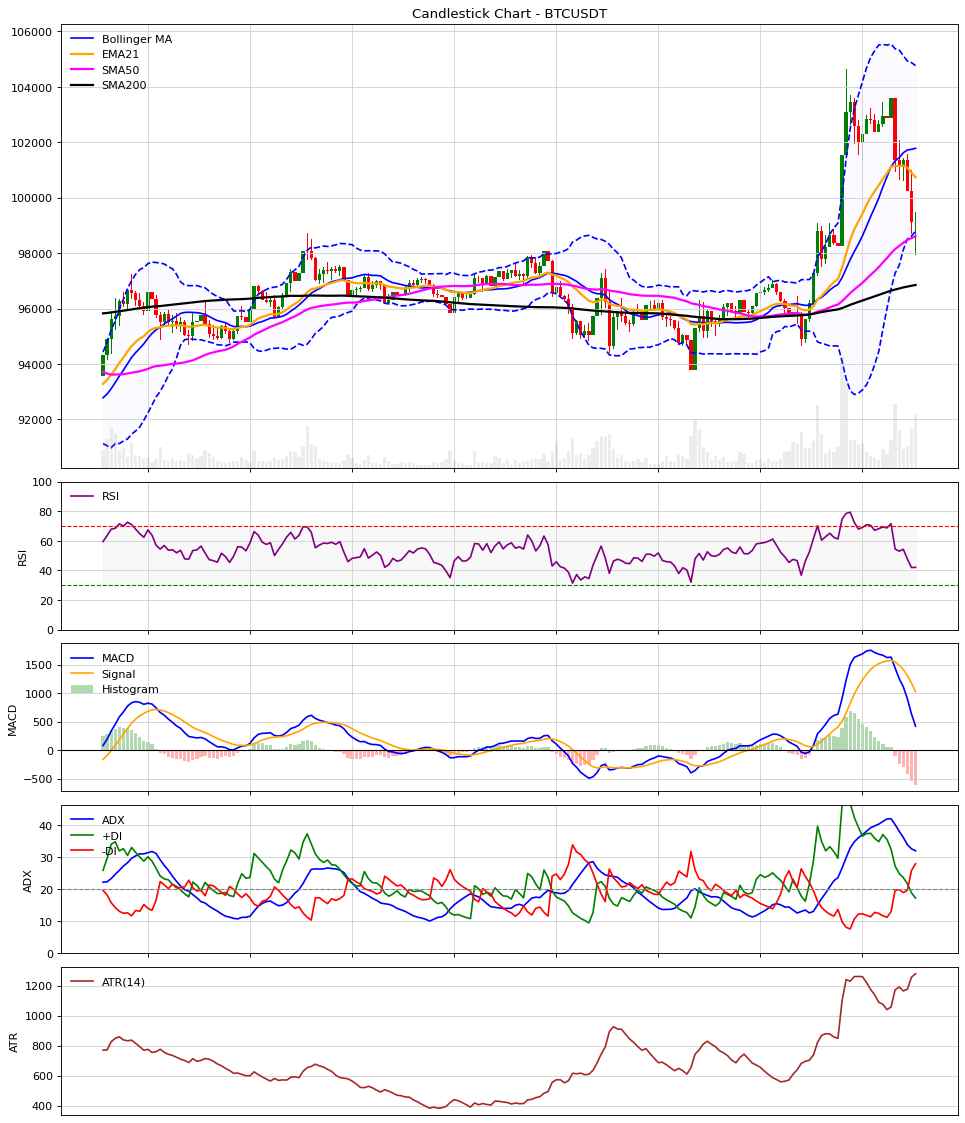 Candlestick Chart - BTCUSDT
106000
104000
102000
100000
98000
96000
94000
92000
Bollinger MA
EMA21
SMA50
SMA200
100
80
60
40
20
0
RSI
RSI
1500
1000
500
0
−500
MACD
MACD
Signal
Histogram
40
30
20
10
0
ADX
ADX
+DI
-DI
1200
1000
800
600
400
ATR
ATR(14)